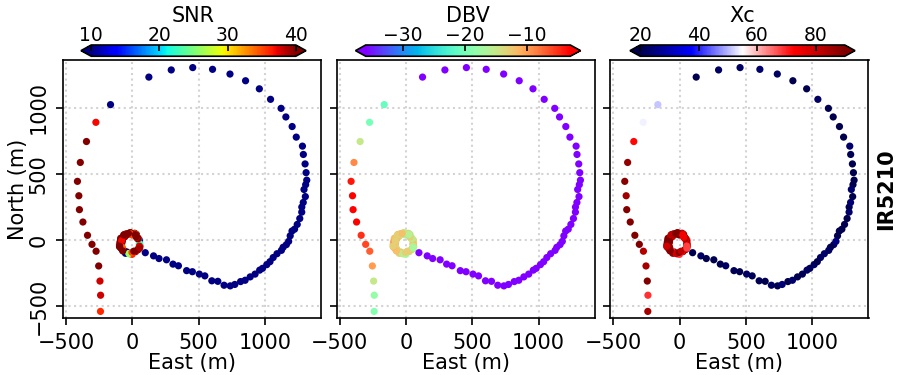 SNR DBV Xc
10 20 30 40 −30 −20 −10 20 40 60 80
1000
500
0
−500
North (m)
−500 0 500 1000 −500 0 500 1000 −500 0 500 1000
East (m) East (m) East (m)
IR5210